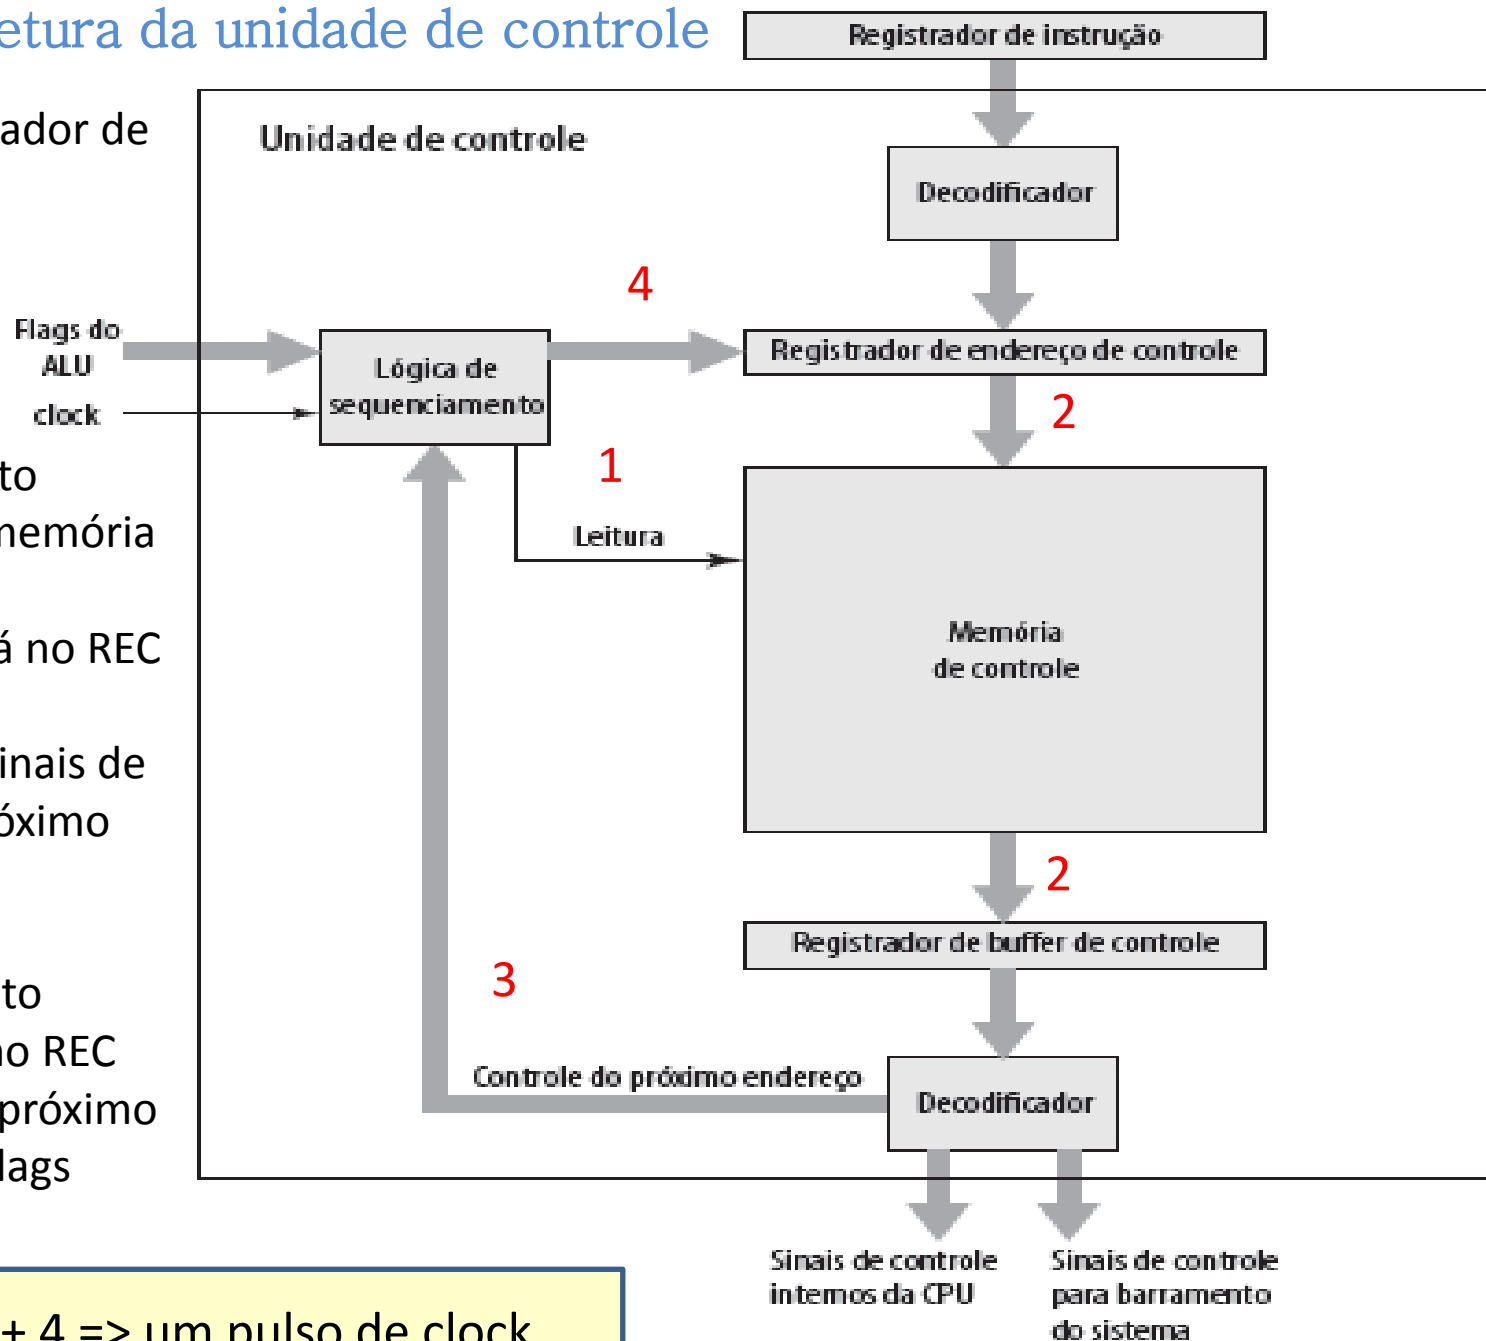 etura da unidade de controle
ador de
to
memória
á no REC
inais de
óximo
to
no REC
próximo
lags
+ 4 => um pulso de clock
Registrador de instrução
Unidade de controle
Decodificador
4
Flags do
ALU
clock
Lógica de
sequenciamento
Registrador de endereço de controle
2
1
Leitura
Memória
de controle
2
Registrador de buffer de controle
3
Controle do próximo endereço
Decodificador
Sinais de controle
internos da CPU
Sinais de controle
para barramento
do sistema